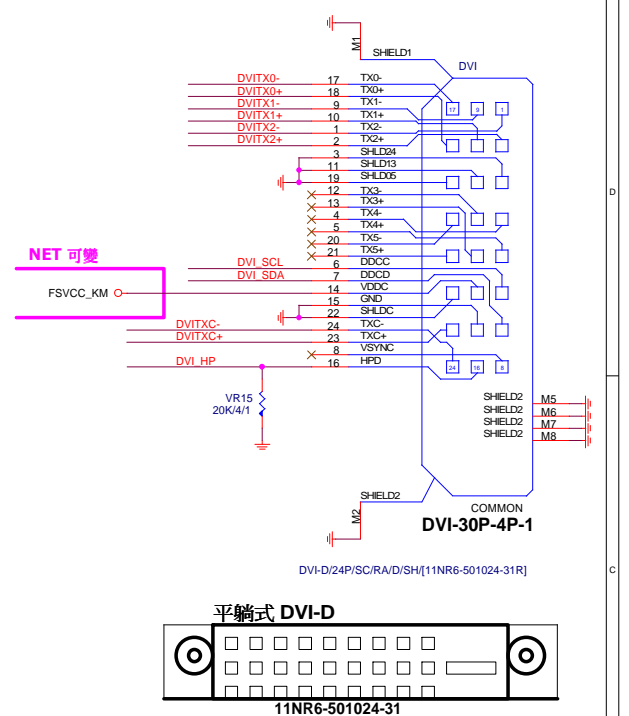 M1
SHIELD1
DVI
DVITX0- 17 TX0-
DVITX0+ 18 TX0+
DVITX1- 9 TX1-
DVITX1+ 10 TX1+
DVITX2- 1 TX2-
DVITX2+ 2 TX2+
3 SHLD24
11 SHLD13
19 SHLD05
12 TX3-
13 TX3+
4 TX4-
5 TX4+
20 TX5-
21 TX5+
DVI_SCL 6 DDCC
DVI_SDA 7 DDCD
14 VDDC
15 GND
22 SHLDC
DVITXC- 24 TXC-
DVITXC+ 23 TXC+
8 VSYNC
DVI_HP 16 HPD
17 9 1
24 16 8
NET 可變
FSVCC_KM
VR15
20K/4/1
SHIELD2 M5
SHIELD2 M6
SHIELD2 M7
SHIELD2 M8
SHIELD2
M2
COMMON
DVI-30P-4P-1
DVI-D/24P/SC/RA/D/SH/[11NR6-501024-31R]
平躺式 DVI-D
11NR6-501024-31
D
C